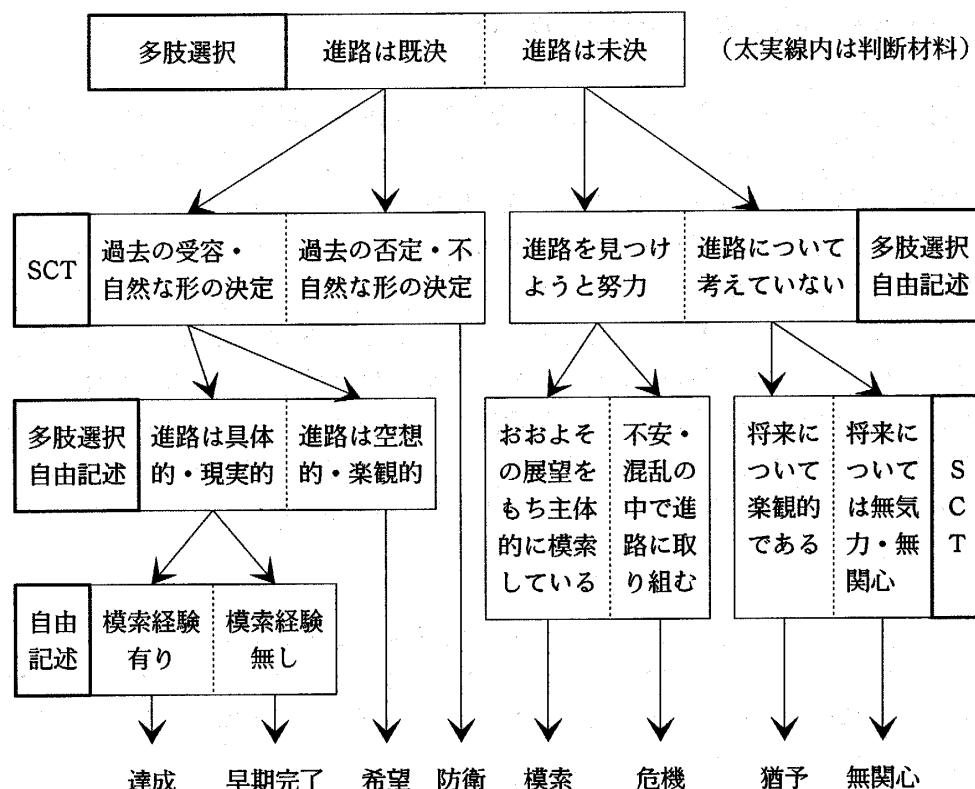 多肢選択 進路は既決 進路は未決 (太実線内は判断材料)
SCT
過去の受容・
自然な形の決定
過去の否定・不
自然な形の決定
進路を見つけ
ようと努力
進路について
考えていない
多肢選択
自由記述
多肢選択
自由記述
進路は具体
的・現実的
進路は空想
的・楽観的
おおよそ
の展望を
もち主体
的に模索
している
不安・
混乱の
中で進
路に取
り組む
将来に
ついて
楽観的
である
将来に
ついて
は無気
力・無
関心
S
C
T
自由
記述
模索経験
有り
模索経験
無し
達成 早期完了 希望 防衛 模索 危機 猶予 無関心